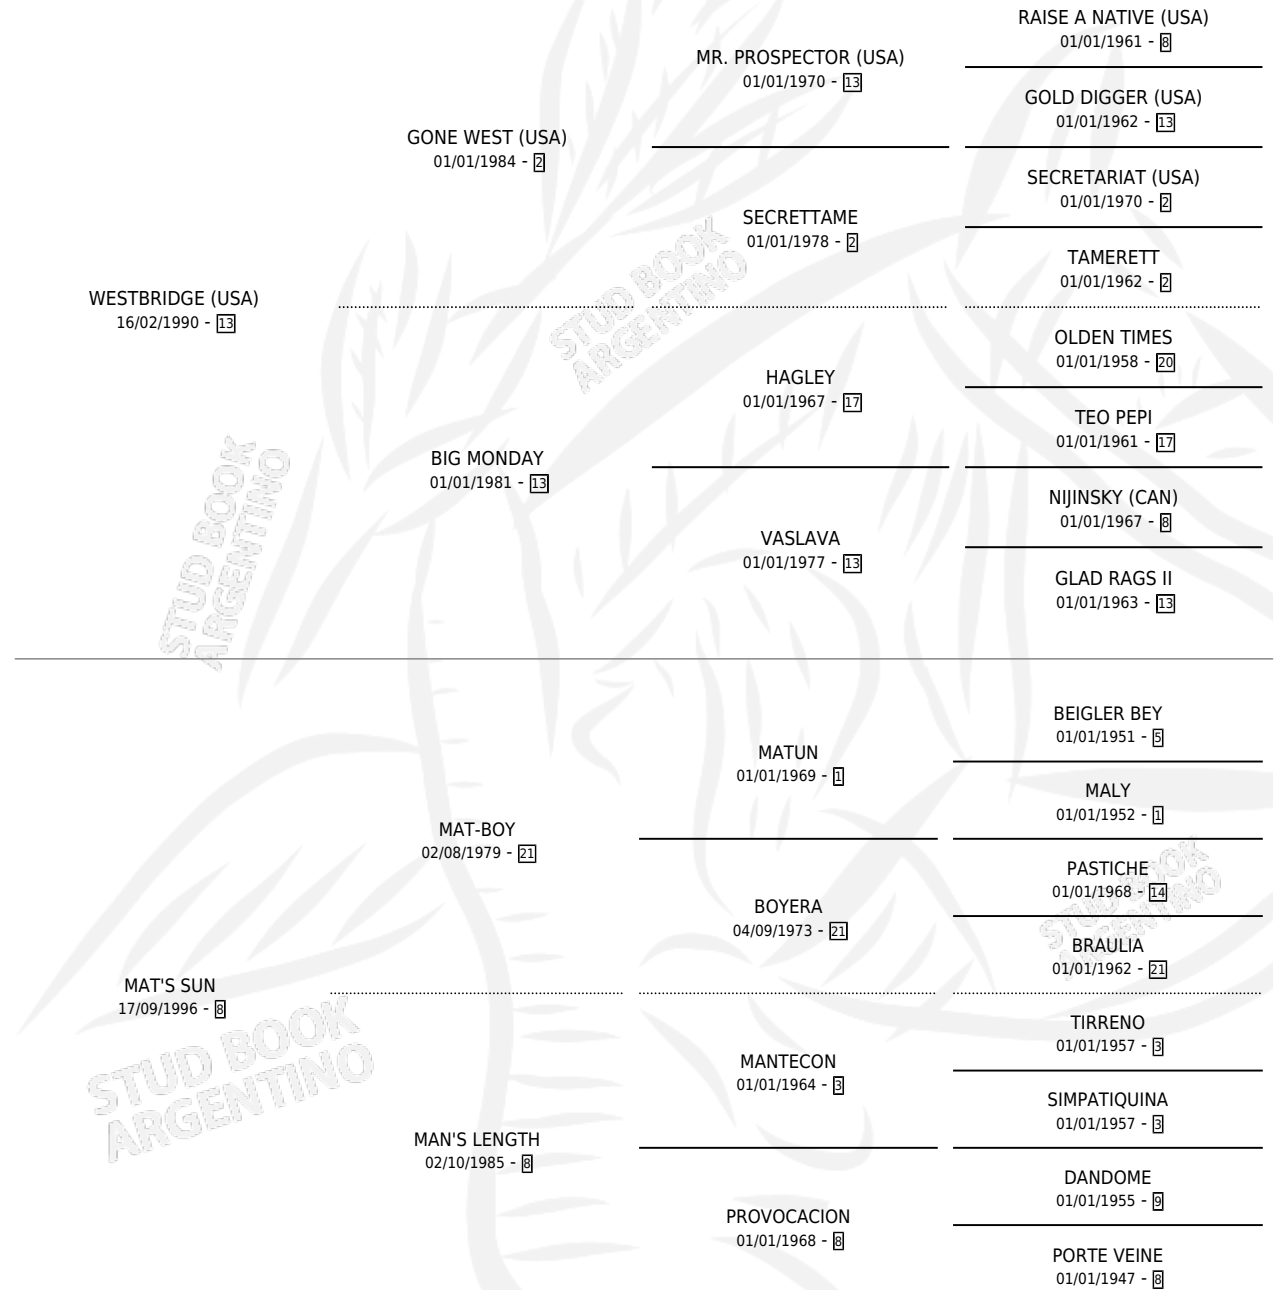 RAISE A NATIVE (USA)
01/01/1961 - 8
MR. PROSPECTOR (USA)
01/01/1970 - 13
GOLD DIGGER (USA)
01/01/1962 - 13
GONE WEST (USA)
01/01/1984 - 2
SECRETARIAT (USA)
01/01/1970 - 2
SECRETTAME
01/01/1978 - 2
TAMERETT
01/01/1962 - 2
WESTBRIDGE (USA)
16/02/1990 - 13
STUD BOOK
ARGENTINO
OLDEN TIMES
01/01/1958 - 20
HAGLEY
01/01/1967 - 17
TEO PEPI
01/01/1961 - 17
BIG MONDAY
01/01/1981 - 13
NIJINSKY (CAN)
01/01/1967 - 8
VASLAVA
01/01/1977 - 13
GLAD RAGS II
01/01/1963 - 13
STUD BOOK
ARGENTINO
BEIGLER BEY
01/01/1951 - 5
MATUN
01/01/1969 - 1
MALY
01/01/1952 - 1
MAT-BOY
02/08/1979 - 21
PASTICHE
01/01/1968 - 14
BOYERA
04/09/1973 - 21
STUD BOOK
ARGENTINO
BRAULIA
01/01/1962 - 21
MAT'S SUN
17/09/1996 - 8
TIRRENO
01/01/1957 - 3
MANTECON
01/01/1964 - 3
STUD BOOK
ARGENTINO
SIMPATIQUINA
01/01/1957 - 3
MAN'S LENGTH
02/10/1985 - 8
DANDOME
01/01/1955 - 9
PROVOCACION
01/01/1968 - 8
PORTE VEINE
01/01/1947 - 8